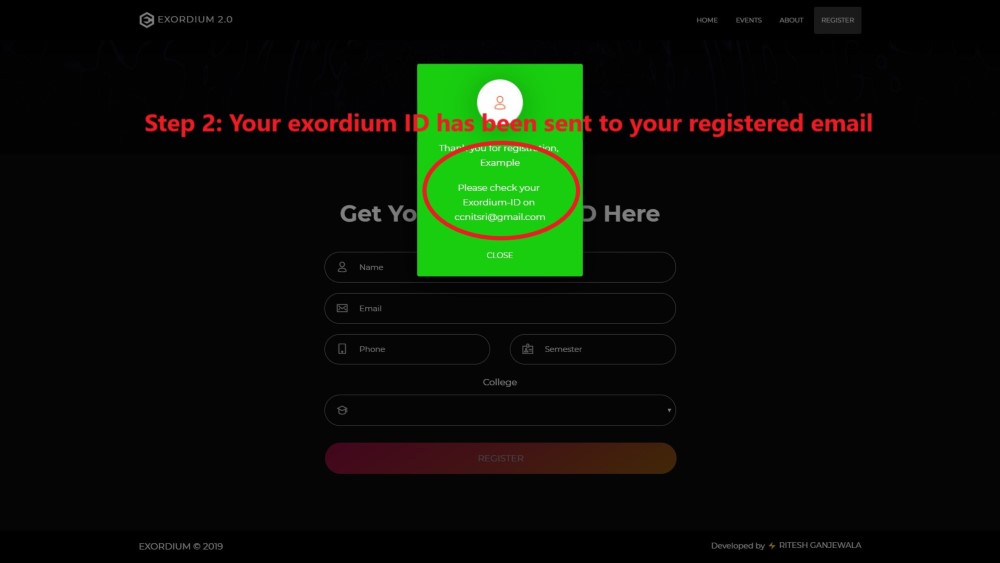 EXORDIUM 2.0
HOME EVENTS ABOUT REGISTER
Step 2: Your exordium ID has been sent to your registered email
Thank you for registration,
Example
Please check your
Exordium-ID on
ccnitsri@gmail.com
CLOSE
Get Yo D Here
Name
Email
Phone Semester
College
REGISTER
EXORDIUM © 2019
Developed by RITESH GANJEWALA